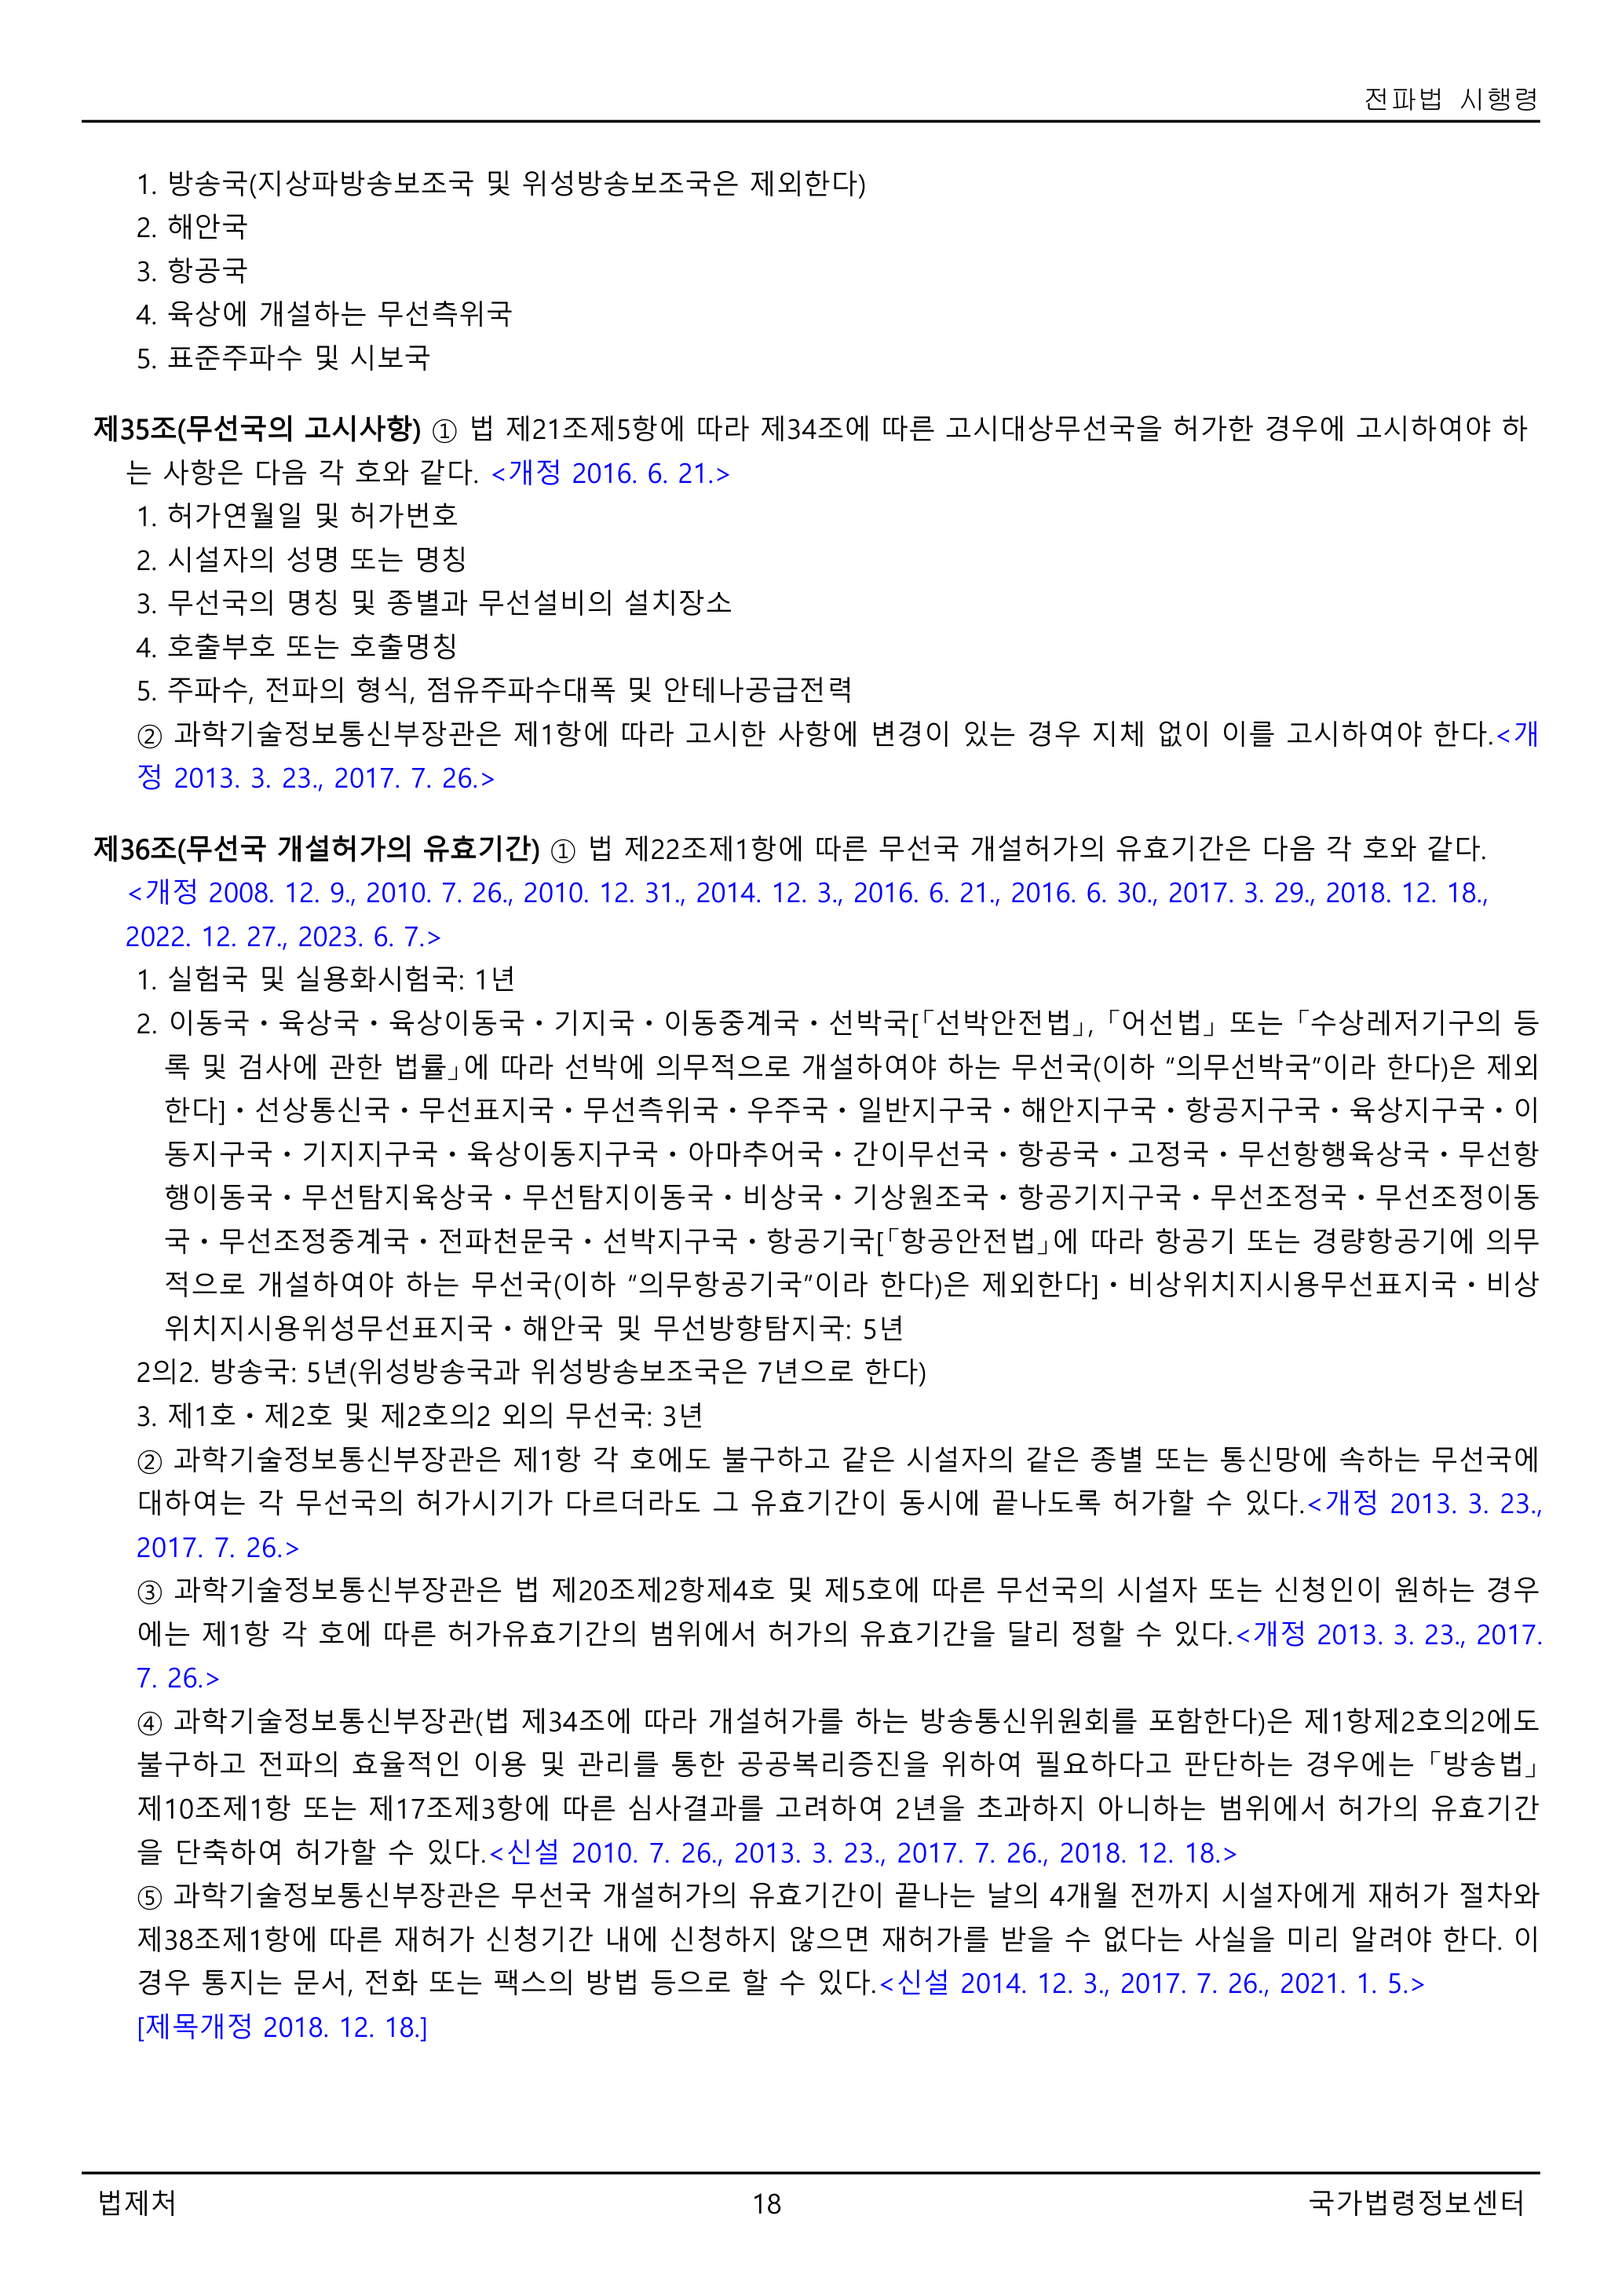 전파법 시행령
1. 방송국(지상파방송보조국 및 위성방송보조국은 제외한다)
2. 해안국
3. 항공국
4. 육상에 개설하는 무선측위국
5. 표준주파수 및 시보국
제35조(무선국의 고시사항) ① 법 제21조제5항에 따라 제34조에 따른 고시대상무선국을 허가한 경우에 고시하여야 하
는 사항은 다음 각 호와 같다. <개정 2016. 6. 21.>
1. 허가연월일 및 허가번호
2. 시설자의 성명 또는 명칭
3. 무선국의 명칭 및 종별과 무선설비의 설치장소
4. 호출부호 또는 호출명칭
5. 주파수, 전파의 형식, 점유주파수대폭 및 안테나공급전력
② 과학기술정보통신부장관은 제1항에 따라 고시한 사항에 변경이 있는 경우 지체 없이 이를 고시하여야 한다.<개
정 2013. 3. 23., 2017. 7. 26.>
제36조(무선국 개설허가의 유효기간) ① 법 제22조제1항에 따른 무선국 개설허가의 유효기간은 다음 각 호와 같다.
<개정 2008. 12. 9., 2010. 7. 26., 2010. 12. 31., 2014. 12. 3., 2016. 6. 21., 2016. 6. 30., 2017. 3. 29., 2018. 12. 18.,
2022. 12. 27., 2023. 6. 7.>
1. 실험국 및 실용화시험국: 1년
2. 이동국ㆍ육상국ㆍ육상이동국ㆍ기지국ㆍ이동중계국ㆍ선박국[「선박안전법」, 「어선법」 또는 「수상레저기구의 등
록 및 검사에 관한 법률」에 따라 선박에 의무적으로 개설하여야 하는 무선국(이하 “의무선박국”이라 한다)은 제외
한다]ㆍ선상통신국ㆍ무선표지국ㆍ무선측위국ㆍ우주국ㆍ일반지구국ㆍ해안지구국ㆍ항공지구국ㆍ육상지구국ㆍ이
동지구국ㆍ기지지구국ㆍ육상이동지구국ㆍ아마추어국ㆍ간이무선국ㆍ항공국ㆍ고정국ㆍ무선항행육상국ㆍ무선항
행이동국ㆍ무선탐지육상국ㆍ무선탐지이동국ㆍ비상국ㆍ기상원조국ㆍ항공기지구국ㆍ무선조정국ㆍ무선조정이동
국ㆍ무선조정중계국ㆍ전파천문국ㆍ선박지구국ㆍ항공기국[「항공안전법」에 따라 항공기 또는 경량항공기에 의무
적으로 개설하여야 하는 무선국(이하 “의무항공기국”이라 한다)은 제외한다]ㆍ비상위치지시용무선표지국ㆍ비상
위치지시용위성무선표지국ㆍ해안국 및 무선방향탐지국: 5년
2의2. 방송국: 5년(위성방송국과 위성방송보조국은 7년으로 한다)
3. 제1호ㆍ제2호 및 제2호의2 외의 무선국: 3년
② 과학기술정보통신부장관은 제1항 각 호에도 불구하고 같은 시설자의 같은 종별 또는 통신망에 속하는 무선국에
대하여는 각 무선국의 허가시기가 다르더라도 그 유효기간이 동시에 끝나도록 허가할 수 있다.<개정 2013. 3. 23.,
2017. 7. 26.>
③ 과학기술정보통신부장관은 법 제20조제2항제4호 및 제5호에 따른 무선국의 시설자 또는 신청인이 원하는 경우
에는 제1항 각 호에 따른 허가유효기간의 범위에서 허가의 유효기간을 달리 정할 수 있다.<개정 2013. 3. 23., 2017.
7. 26.>
④ 과학기술정보통신부장관(법 제34조에 따라 개설허가를 하는 방송통신위원회를 포함한다)은 제1항제2호의2에도
불구하고 전파의 효율적인 이용 및 관리를 통한 공공복리증진을 위하여 필요하다고 판단하는 경우에는 「방송법」
제10조제1항 또는 제17조제3항에 따른 심사결과를 고려하여 2년을 초과하지 아니하는 범위에서 허가의 유효기간
을 단축하여 허가할 수 있다.<신설 2010. 7. 26., 2013. 3. 23., 2017. 7. 26., 2018. 12. 18.>
⑤ 과학기술정보통신부장관은 무선국 개설허가의 유효기간이 끝나는 날의 4개월 전까지 시설자에게 재허가 절차와
제38조제1항에 따른 재허가 신청기간 내에 신청하지 않으면 재허가를 받을 수 없다는 사실을 미리 알려야 한다. 이
경우 통지는 문서, 전화 또는 팩스의 방법 등으로 할 수 있다.<신설 2014. 12. 3., 2017. 7. 26., 2021. 1. 5.>
[제목개정 2018. 12. 18.]
법제처 18 국가법령정보센터